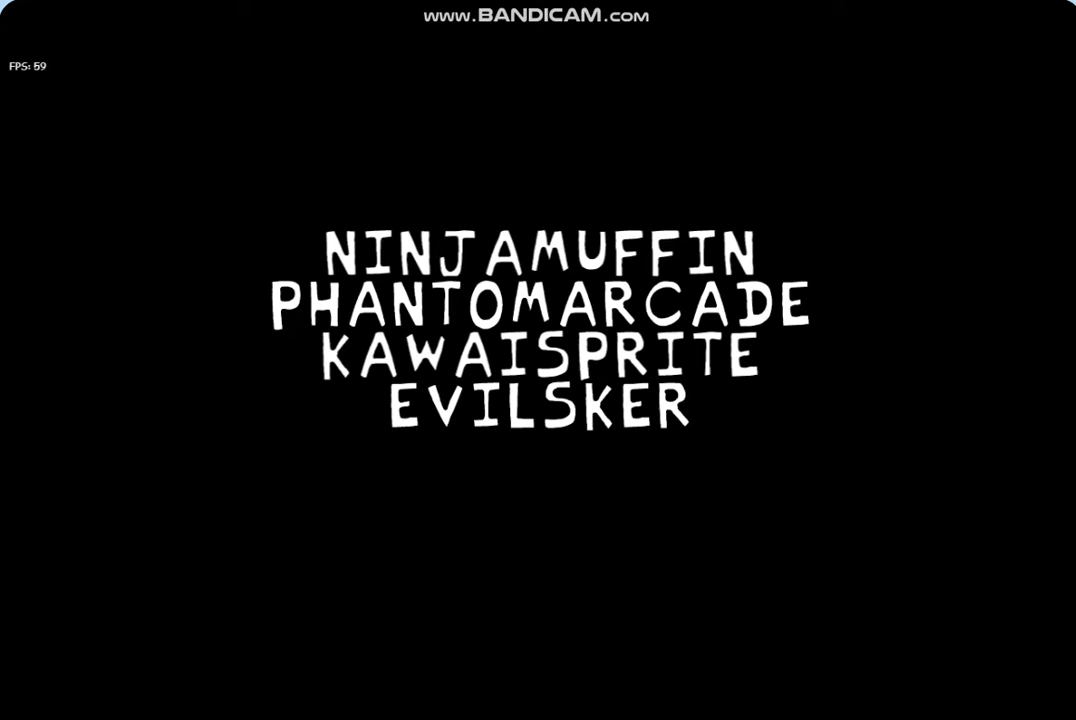 WWW.BANDICAM.COM
FPS: 59
NINJAMUFFIN
PHANTOMARCADE
KAWAISPRITE
EVILSKER